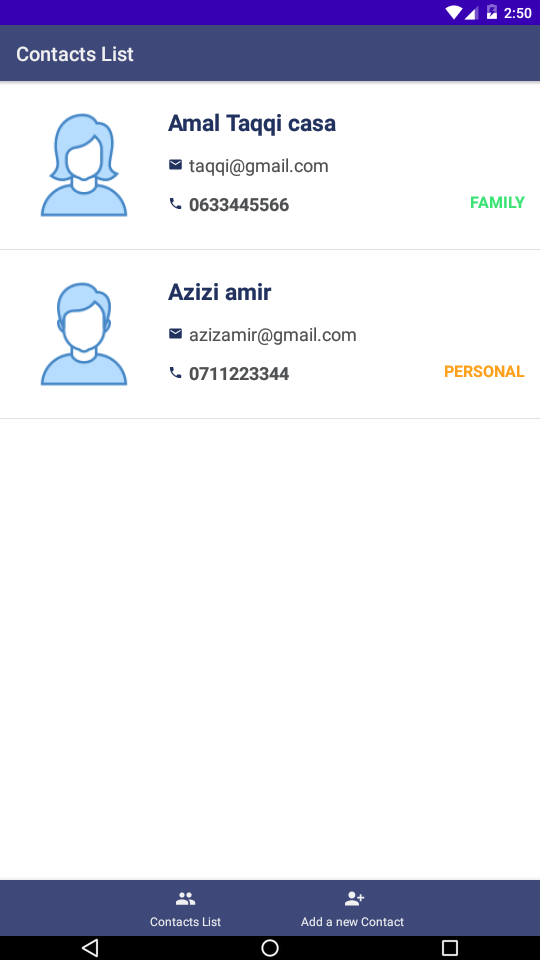 2:50
Contacts List
Amal Taqqi casa
taqqi@gmail.com
0633445566
FAMILY
Azizi amir
azizamir@gmail.com
0711223344
PERSONAL
Contacts List
Add a new Contact